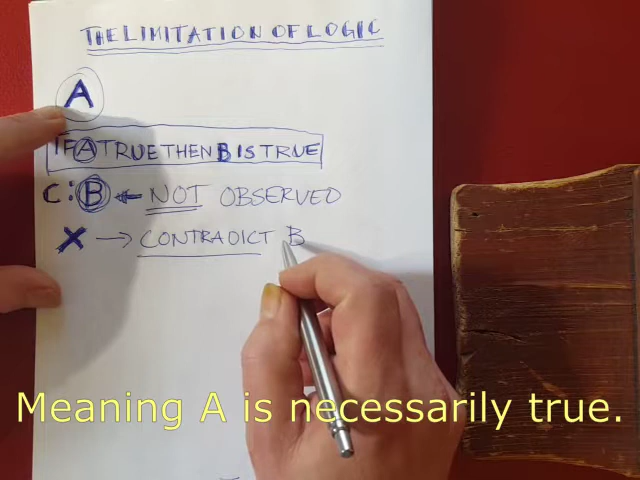 THE LIMITATION OF LOGIC
A
IF A TRUE THEN B IS TRUE
C: B ← NOT OBSERVED
X → CONTRADICT B
Meaning A is necessarily true.